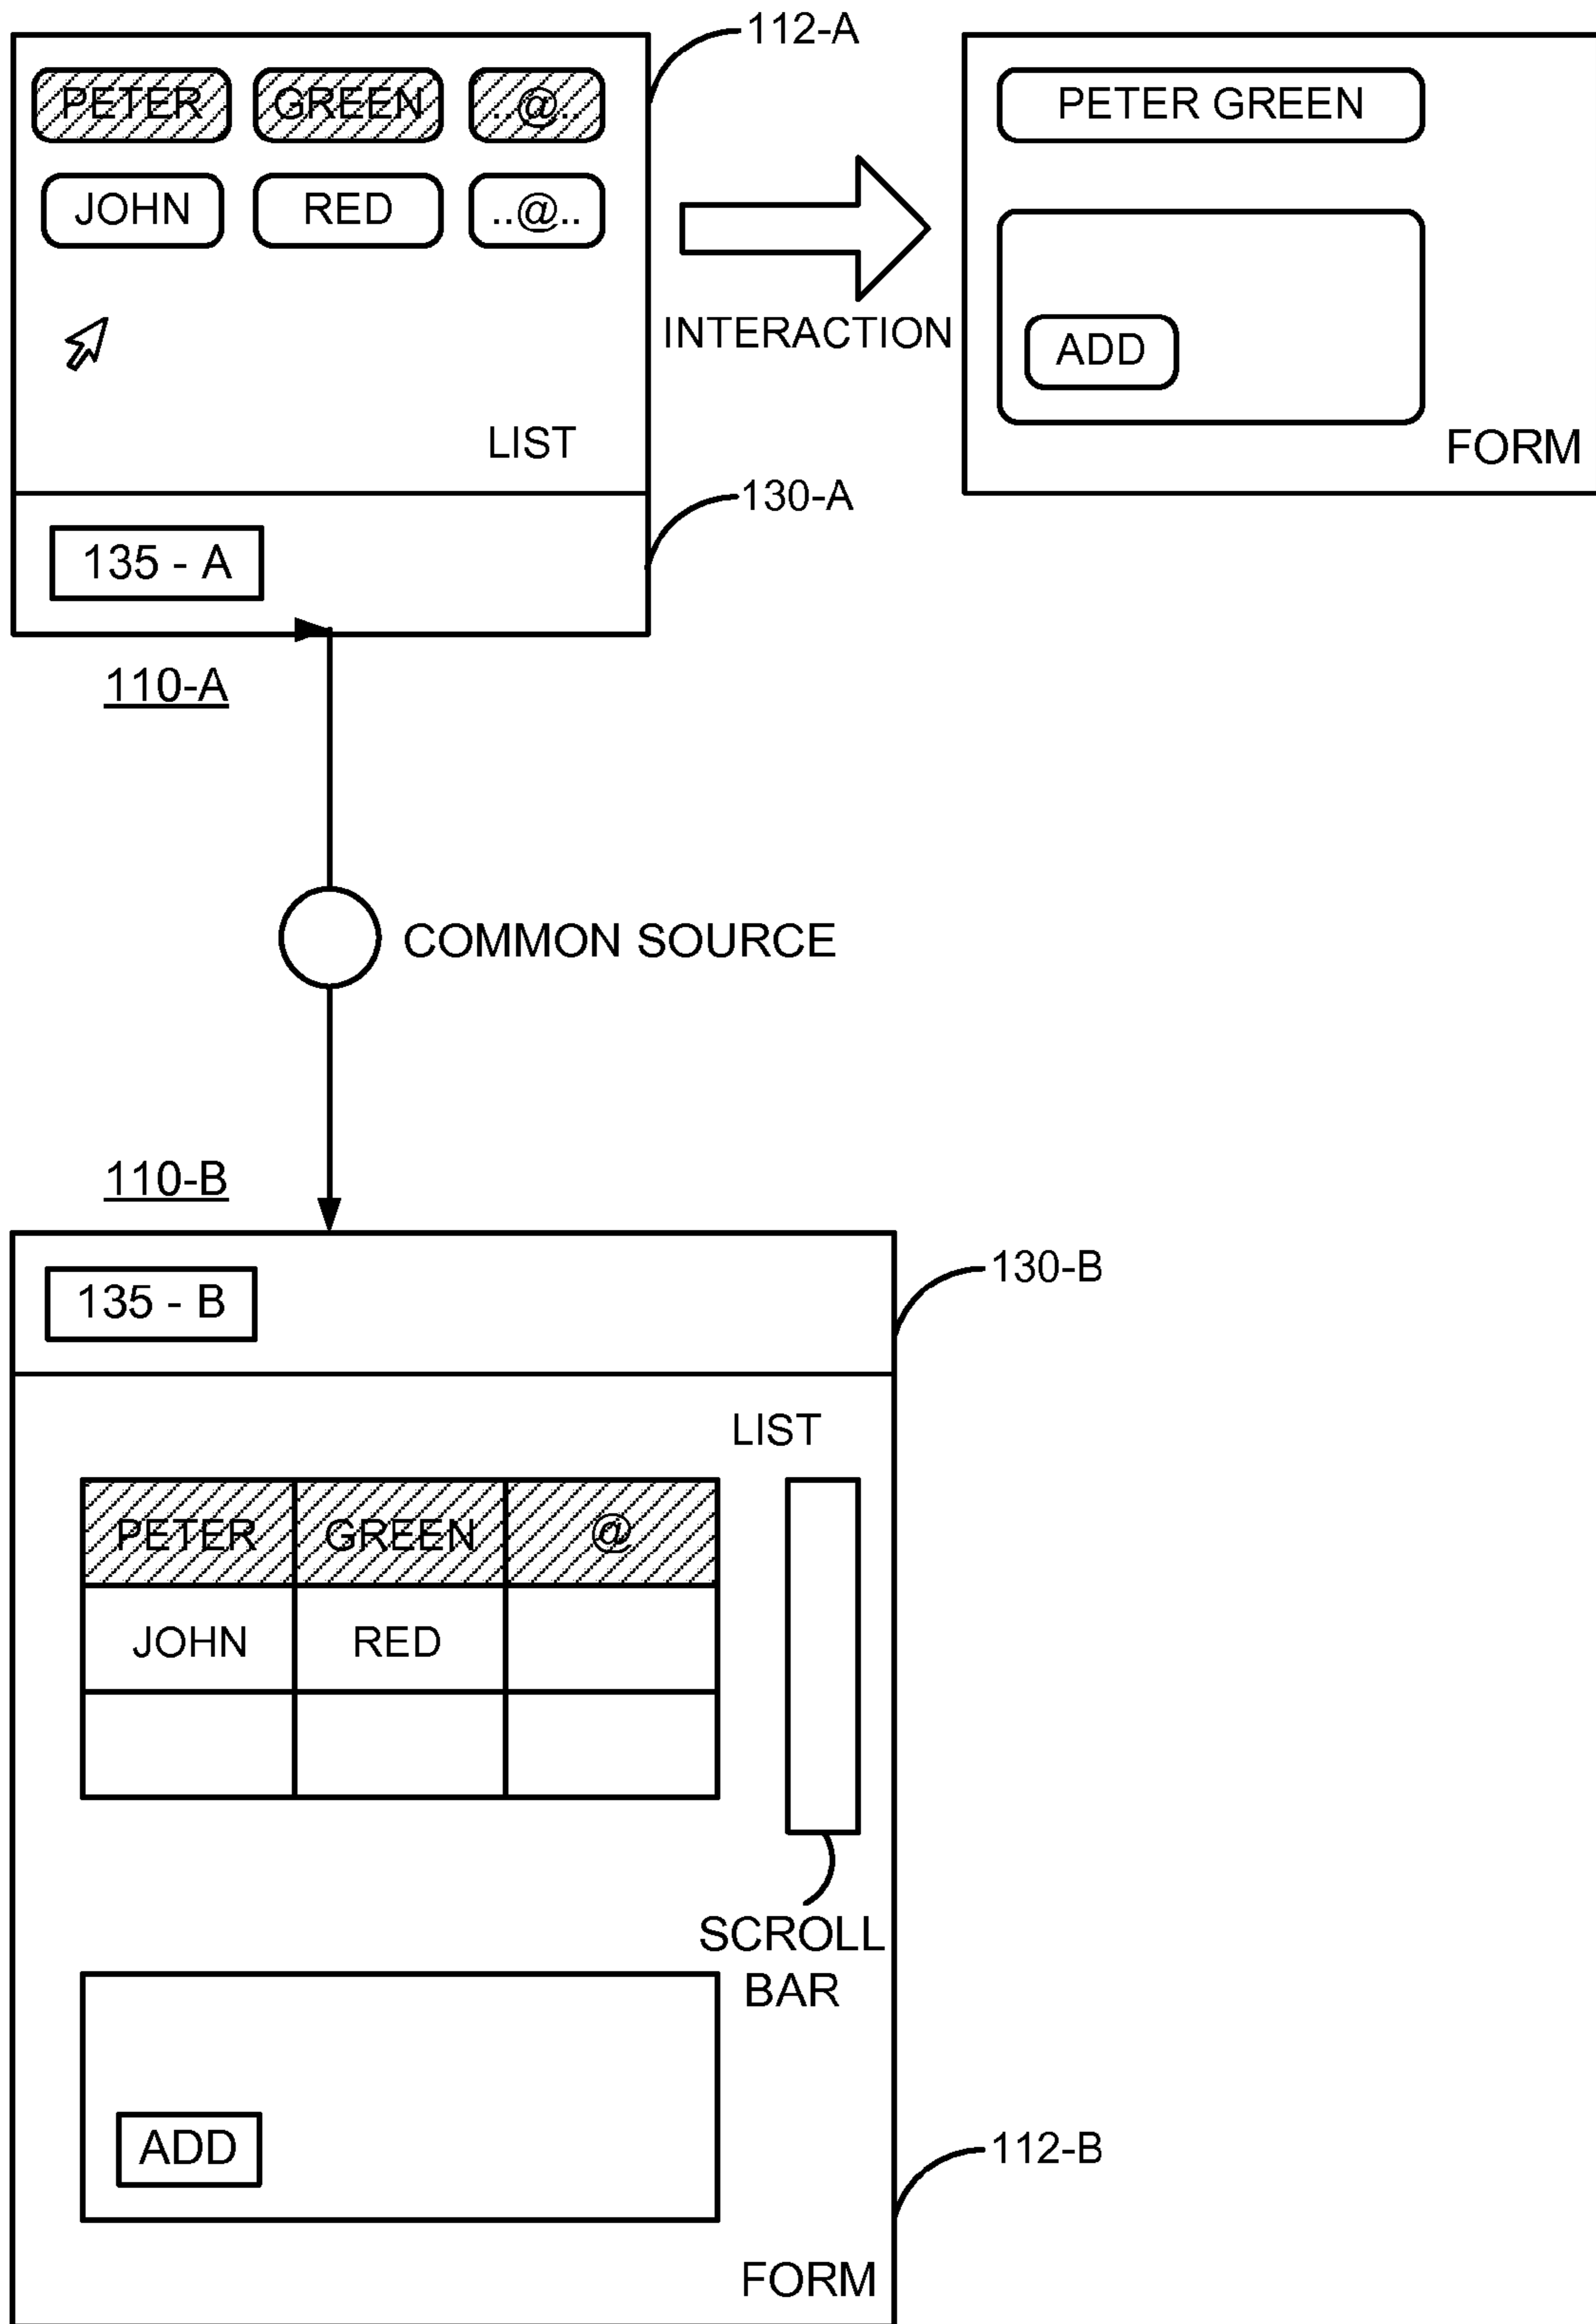 112-A
PETER GREEN ..@..
JOHN RED ..@..
LIST
INTERACTION
PETER GREEN
ADD
FORM
130-A
135 - A
110-A
COMMON SOURCE
110-B
130-B
135 - B
LIST
PETER GREEN @
JOHN RED
SCROLL
BAR
ADD
112-B
FORM